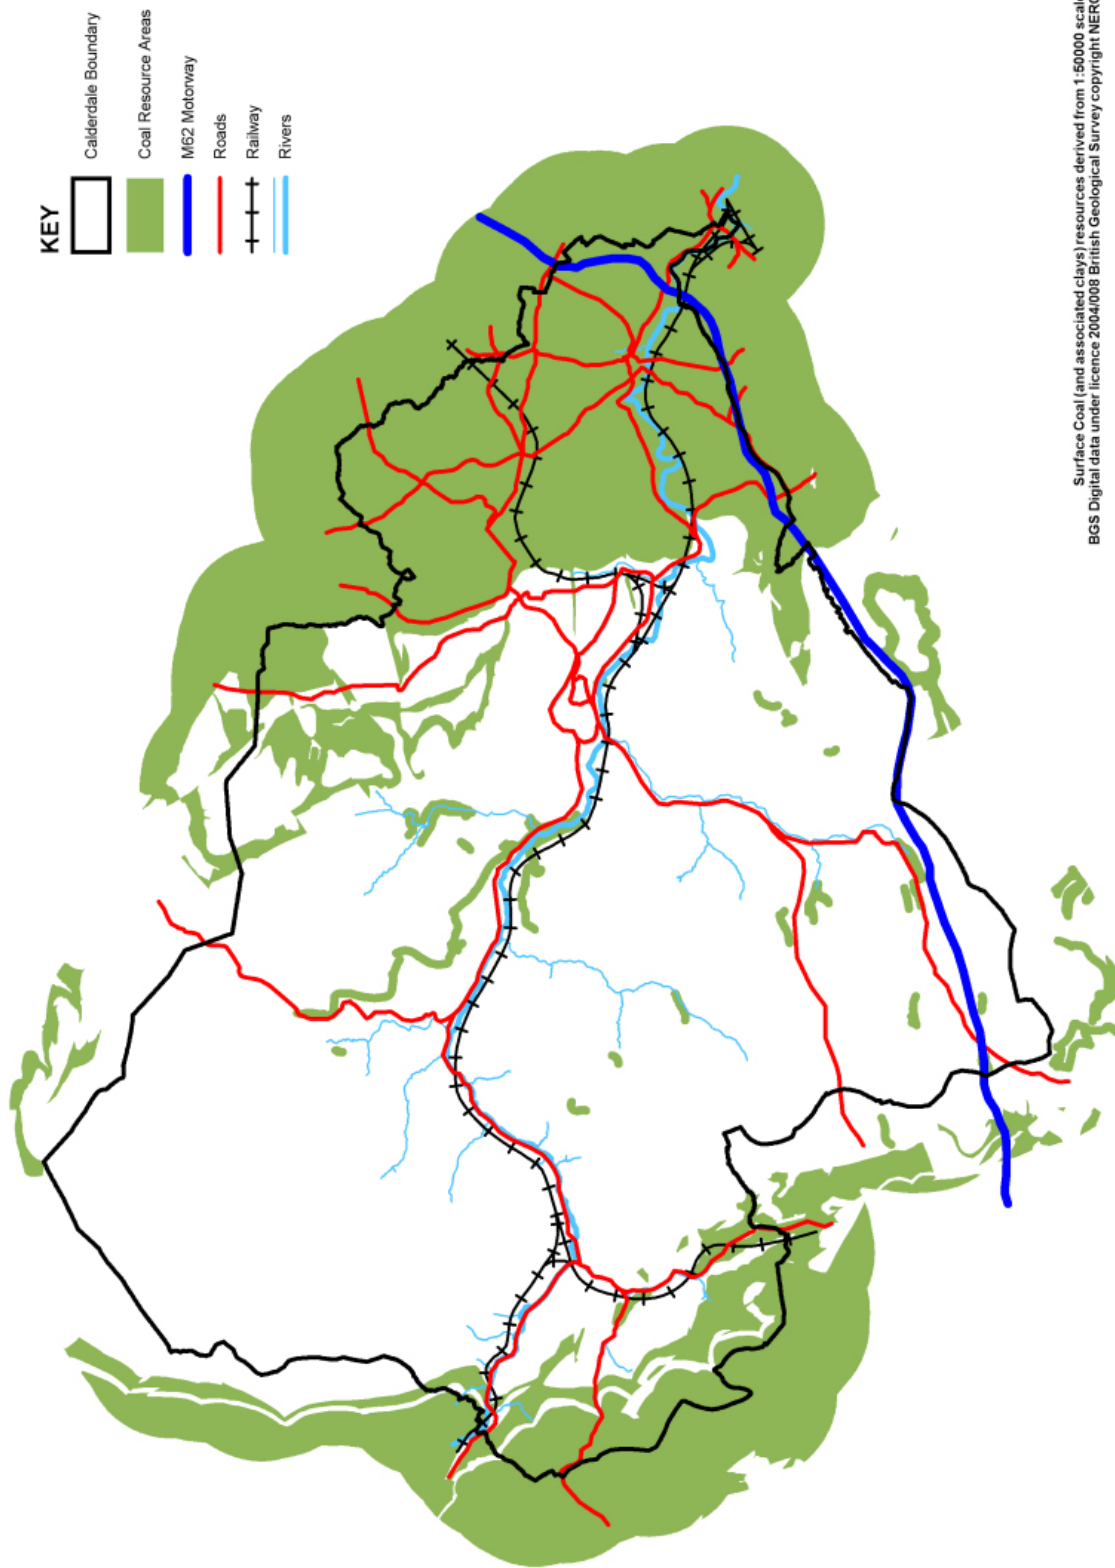 KEY
Calderdale Boundary
Coal Resource Areas
M62 Motorway
Roads
Railway
Rivers
Surface Coal (and associated clays) resources derived from 1:50000 scale
BGS Digital data under licence 2004/008 British Geological Survey copyright NERC